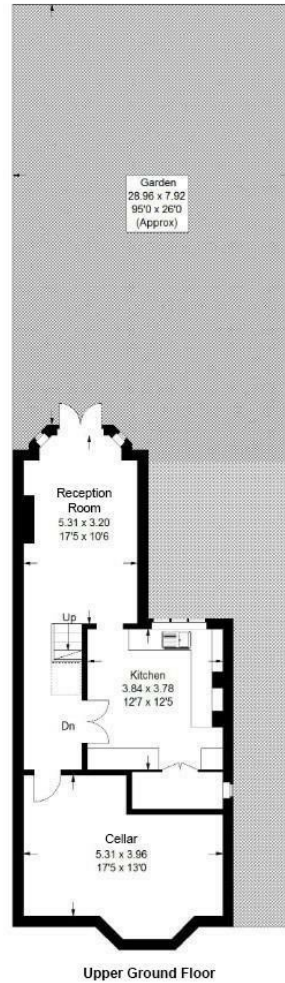 Garden
28.96 x 7.92
95'0 x 26'0
(Approx)
Reception
Room
5.31 x 3.20
17'5 x 10'6
Up
Kitchen
3.84 x 3.78
12'7 x 12'5
Dn
Cellar
5.31 x 3.96
17'5 x 13'0
Upper Ground Floor